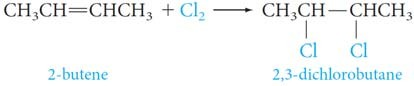 CH₃CH=CHCH₃ + Cl₂ ⟶ CH₃CH—CHCH₃
Cl Cl
2-butene 2,3-dichlorobutane